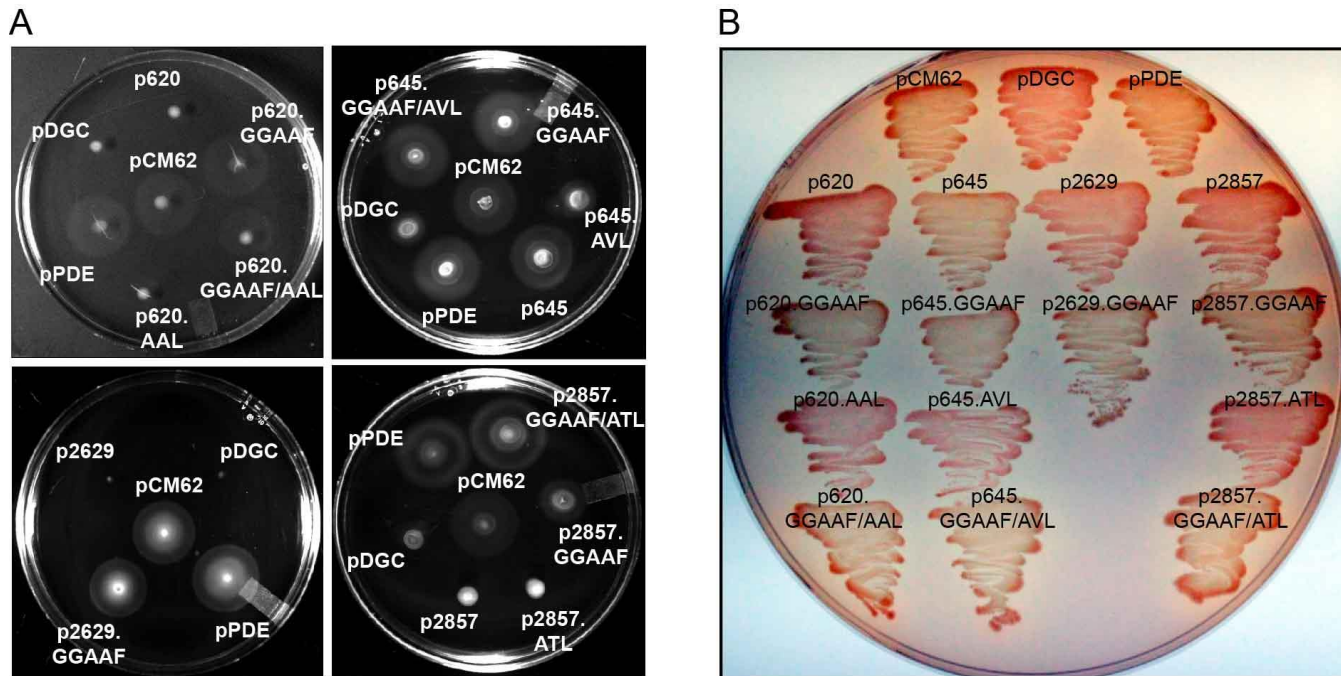 A
p620
p620.
GGAAF
pDGC
pCM62
pPDE
p620.
GGAAF/AAL
p620.
AAL
p645.
GGAAF/AVL
p645.
GGAAF
pCM62
pDGC
p645.
AVL
pPDE
p645
p2629
pDGC
pCM62
p2629.
GGAAF
pPDE
p2857.
GGAAF/ATL
pPDE
pCM62
p2857.
GGAAF
pDGC
p2857
p2857.
ATL
B
pCM62
pDGC
pPDE
p620
p645
p2629
p2857
p620.GGAAF
p645.GGAAF
p2629.GGAAF
p2857.GGAAF
p620.AAL
p645.AVL
p2857.ATL
p620.
GGAAF/AAL
p645.
GGAAF/AVL
p2857.
GGAAF/ATL